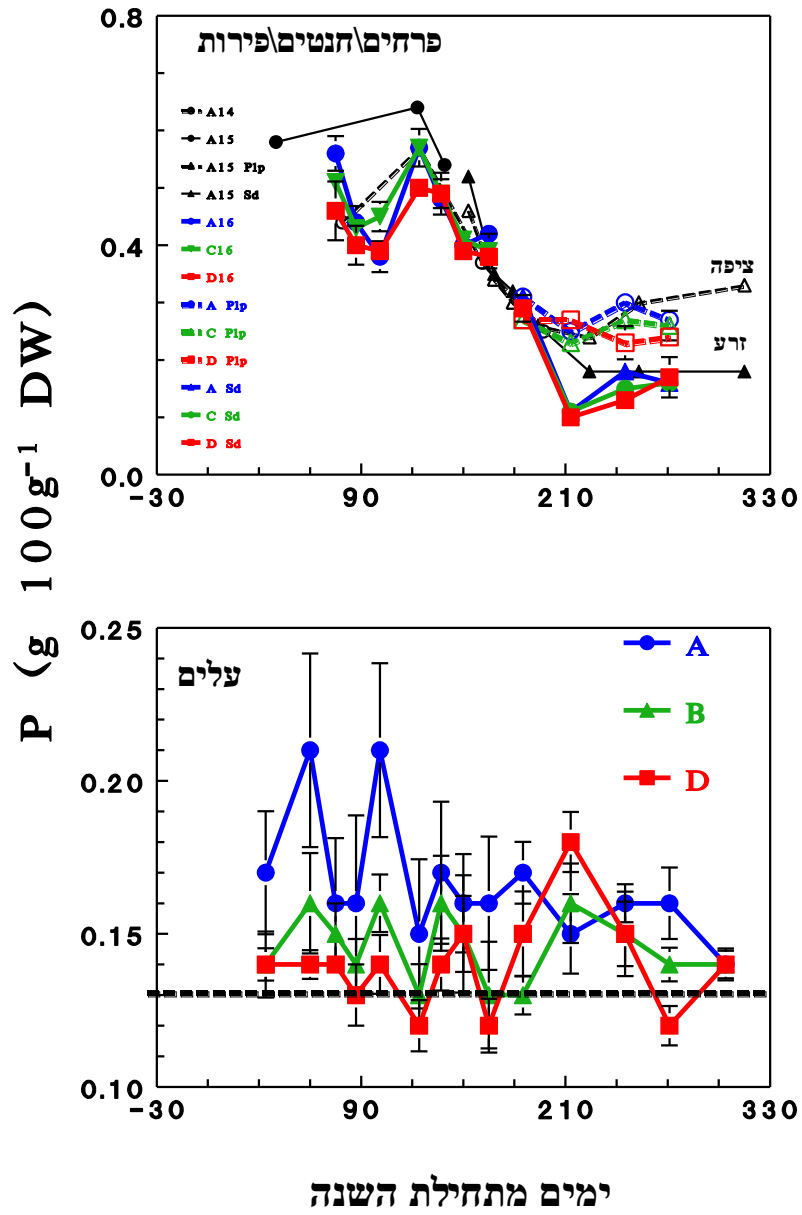 P (g 100g⁻¹ DW)
0.8
פרחים\חנטים\פירות
A14
A15
A15 Plp
A15 Sd
A16
C16
D16
A Plp
C Plp
D Plp
A Sd
C Sd
D Sd
0.4
ציפה
זרע
0.0
-30 90 210 330
0.25
עלים
A
B
D
0.20
0.15
0.10
-30 90 210 330
ימים מתחילת השנה